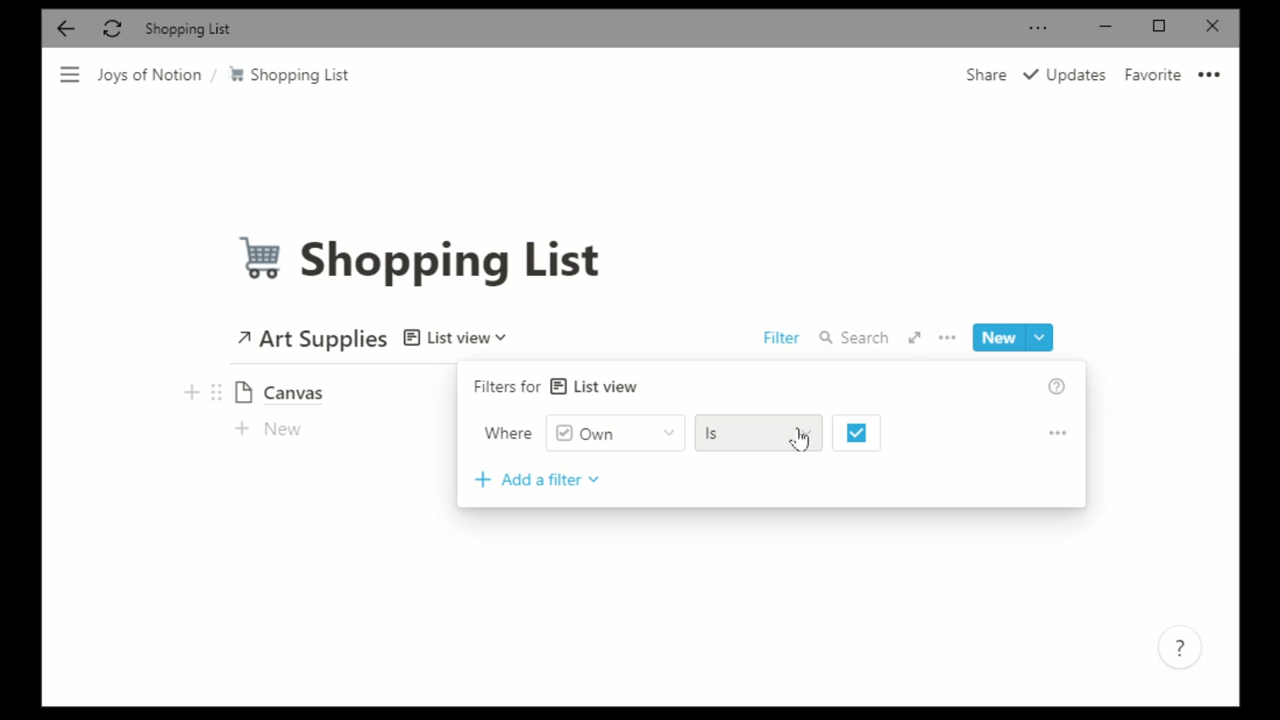 Shopping List
Joys of Notion / Shopping List Share Updates Favorite
Shopping List
Art Supplies List view Filter Search New
Filters for List view
Canvas
Where Own Is
New
Add a filter
?